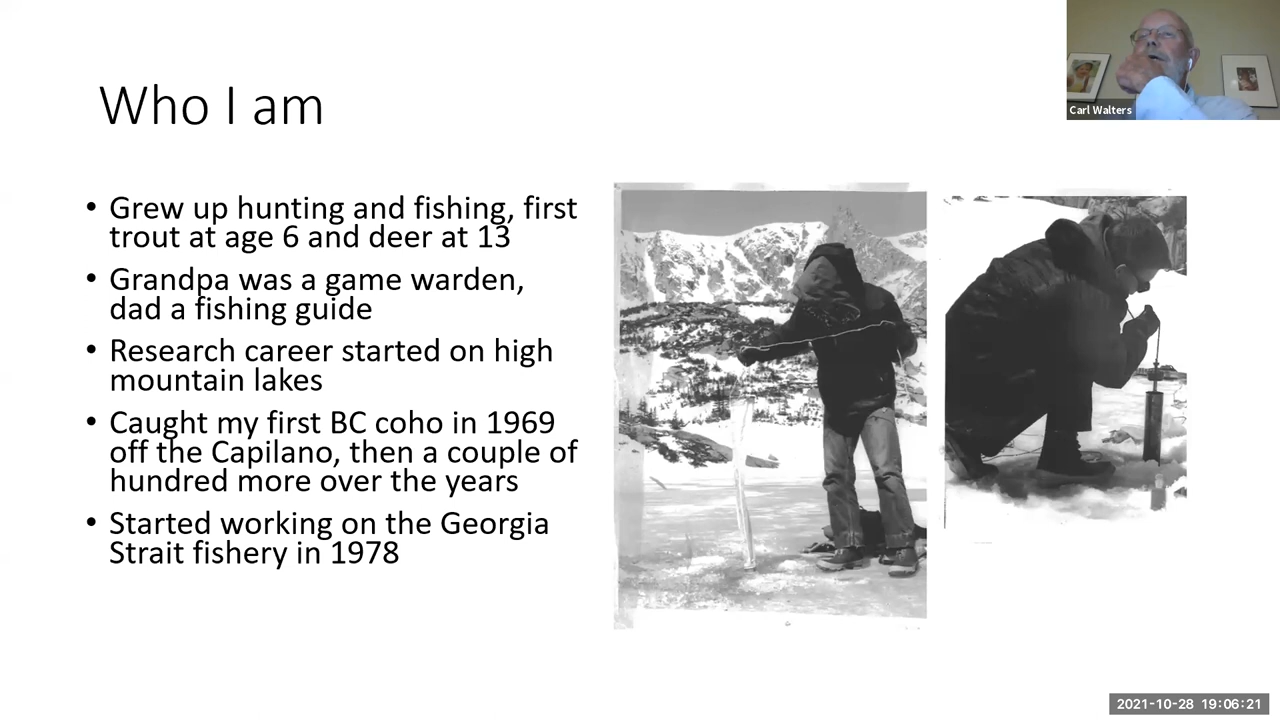 Who I am
Carl Walters
• Grew up hunting and fishing, first
trout at age 6 and deer at 13
• Grandpa was a game warden,
dad a fishing guide
• Research career started on high
mountain lakes
• Caught my first BC coho in 1969
off the Capilano, then a couple of
hundred more over the years
• Started working on the Georgia
Strait fishery in 1978
2021-10-28 19:06:21